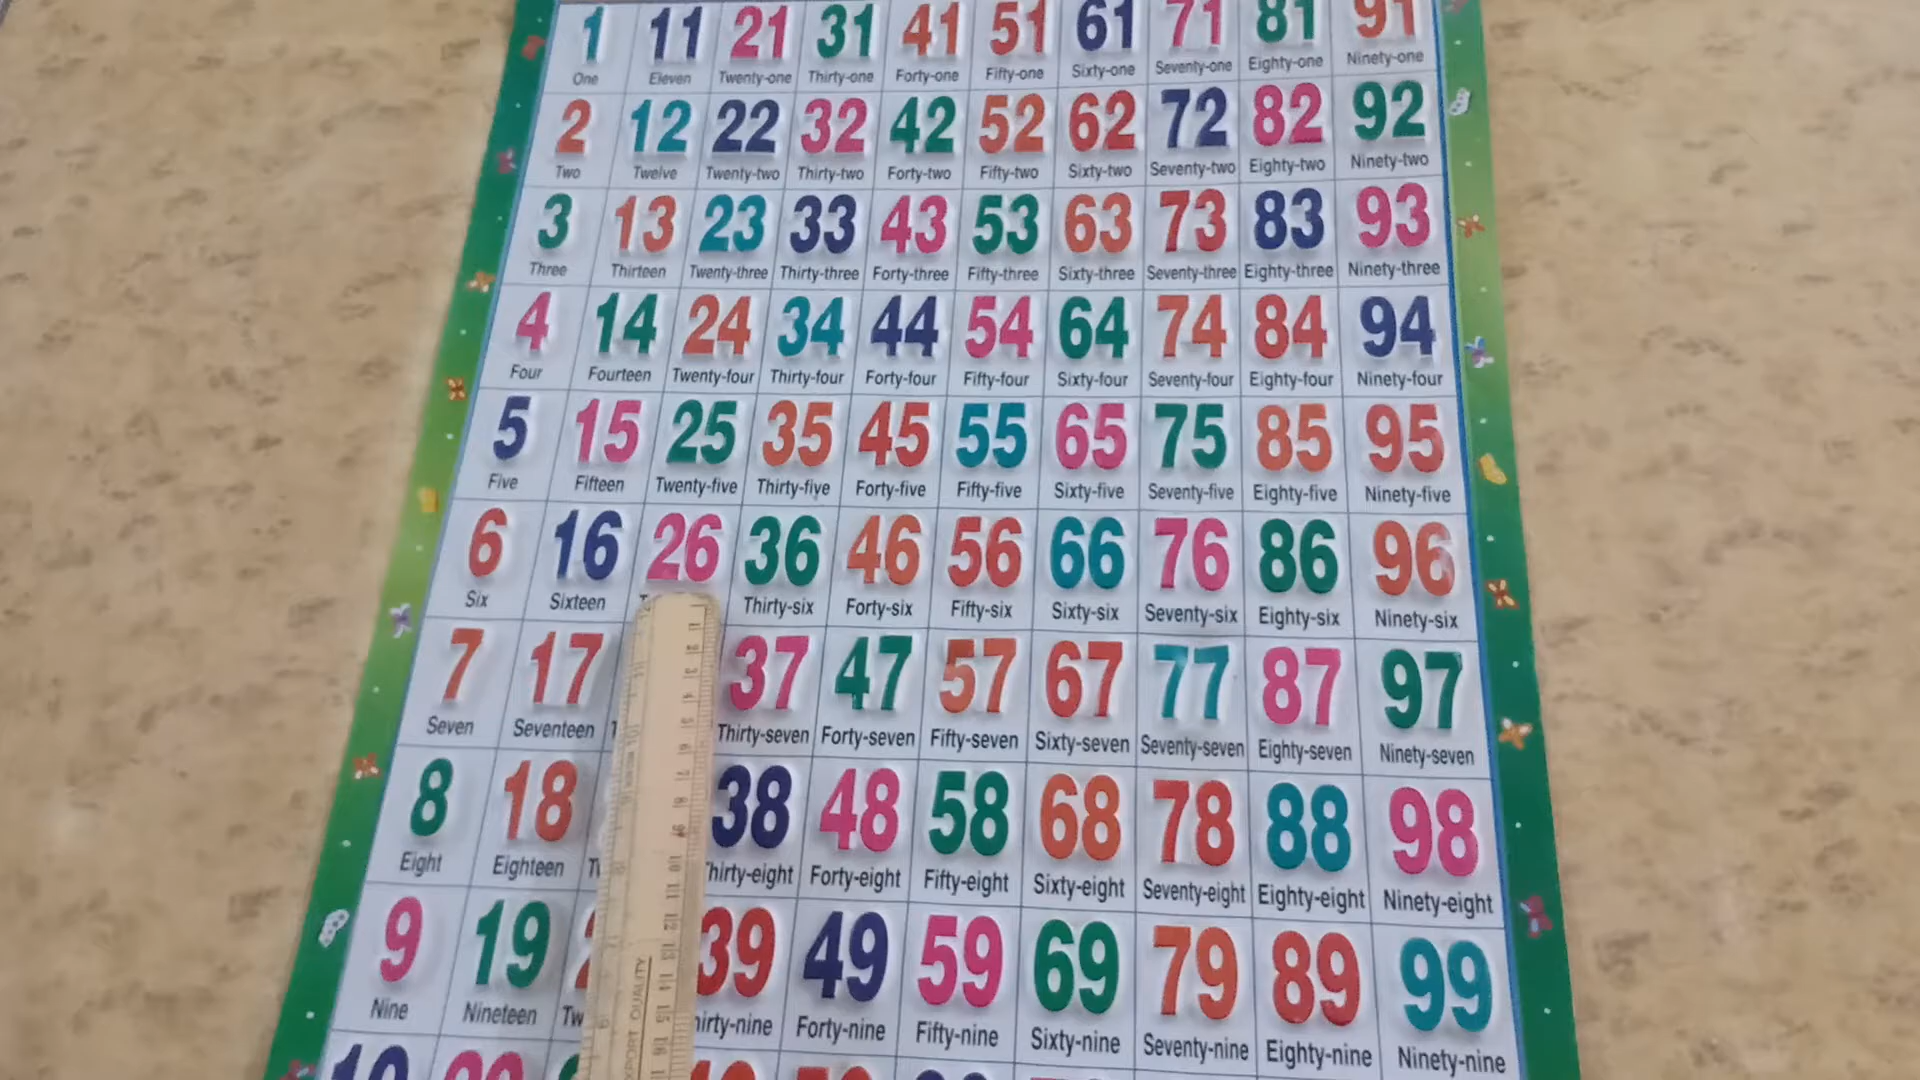 1 11 21 31 41 51 61 71 81 91
One Eleven Twenty-one Thirty-one Forty-one Fifty-one Sixty-one Seventy-one Eighty-one Ninety-one
2 12 22 32 42 52 62 72 82 92
Two Twelve Twenty-two Thirty-two Forty-two Fifty-two Sixty-two Seventy-two Eighty-two Ninety-two
3 13 23 33 43 53 63 73 83 93
Three Thirteen Twenty-three Thirty-three Forty-three Fifty-three Sixty-three Seventy-three Eighty-three Ninety-three
4 14 24 34 44 54 64 74 84 94
Four Fourteen Twenty-four Thirty-four Forty-four Fifty-four Sixty-four Seventy-four Eighty-four Ninety-four
5 15 25 35 45 55 65 75 85 95
Five Fifteen Twenty-five Thirty-five Forty-five Fifty-five Sixty-five Seventy-five Eighty-five Ninety-five
6 16 26 36 46 56 66 76 86 96
Six Sixteen Thirty-six Forty-six Fifty-six Sixty-six Seventy-six Eighty-six Ninety-six
7 17 37 47 57 67 77 87 97
Seven Seventeen Thirty-seven Forty-seven Fifty-seven Sixty-seven Seventy-seven Eighty-seven Ninety-seven
8 18 38 48 58 68 78 88 98
Eight Eighteen Thirty-eight Forty-eight Fifty-eight Sixty-eight Seventy-eight Eighty-eight Ninety-eight
9 19 39 49 59 69 79 89 99
Nine Nineteen hirty-nine Forty-nine Fifty-nine Sixty-nine Seventy-nine Eighty-nine Ninety-nine
QUALITY